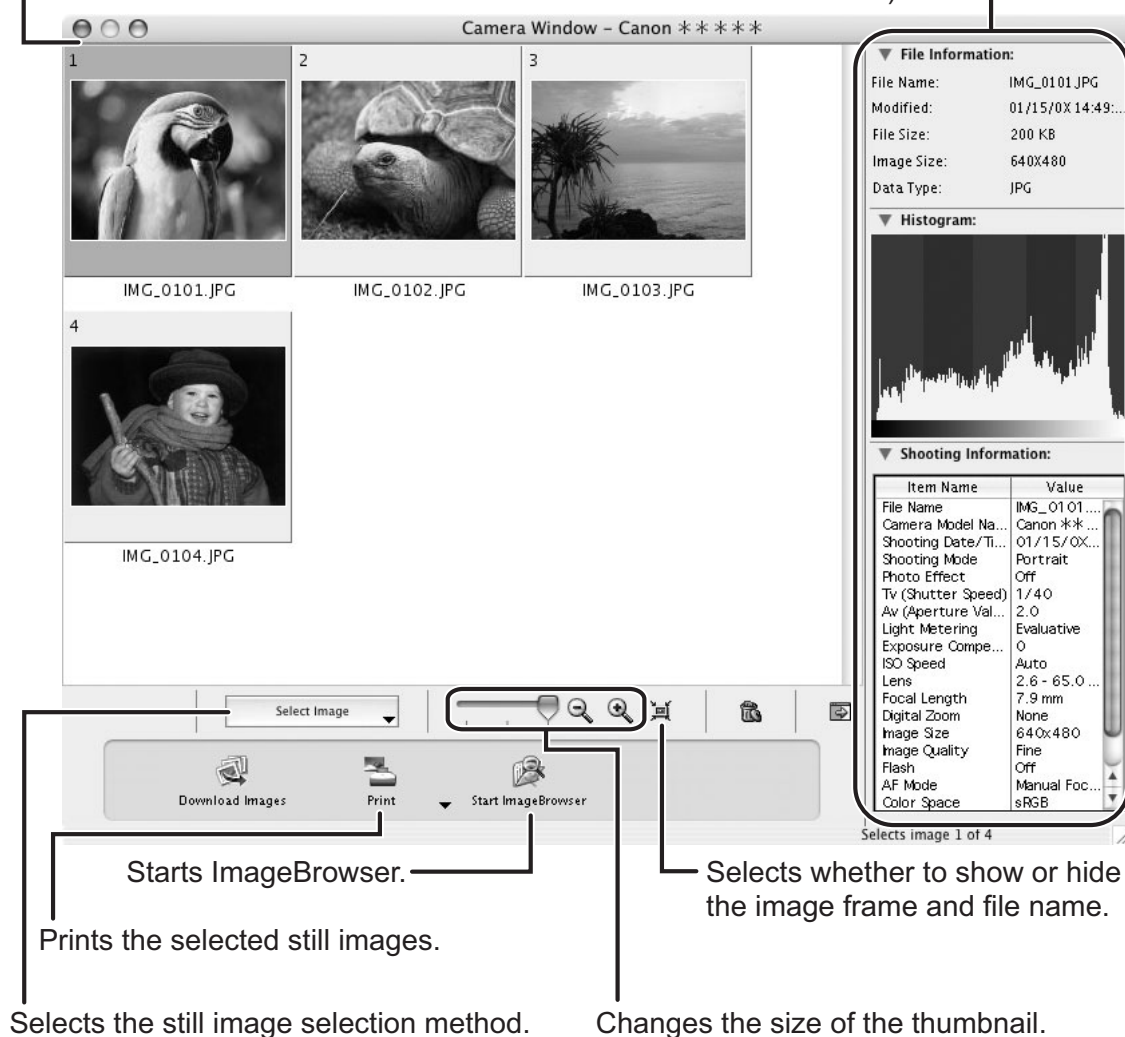 Camera Window – Canon ✳✳✳✳✳
1
2
3
IMG_0101.JPG
IMG_0102.JPG
IMG_0103.JPG
4
IMG_0104.JPG
▼ File Information:
File Name: IMG_0101.JPG
Modified: 01/15/0X 14:49:...
File Size: 200 KB
Image Size: 640X480
Data Type: JPG
▼ Histogram:
▼ Shooting Information:
Item Name Value
File Name IMG_0101....
Camera Model Na... Canon ✳✳ ...
Shooting Date/Ti... 01/15/0X...
Shooting Mode Portrait
Photo Effect Off
Tv (Shutter Speed) 1/40
Av (Aperture Val... 2.0
Light Metering Evaluative
Exposure Compe... 0
ISO Speed Auto
Lens 2.6 - 65.0 ...
Focal Length 7.9 mm
Digital Zoom None
Image Size 640x480
Image Quality Fine
Flash Off
AF Mode Manual Foc...
Color Space sRGB
Selects image 1 of 4
Select Image
Download Images
Print
Start ImageBrowser
Starts ImageBrowser.
Selects whether to show or hide
the image frame and file name.
Prints the selected still images.
Selects the still image selection method.
Changes the size of the thumbnail.